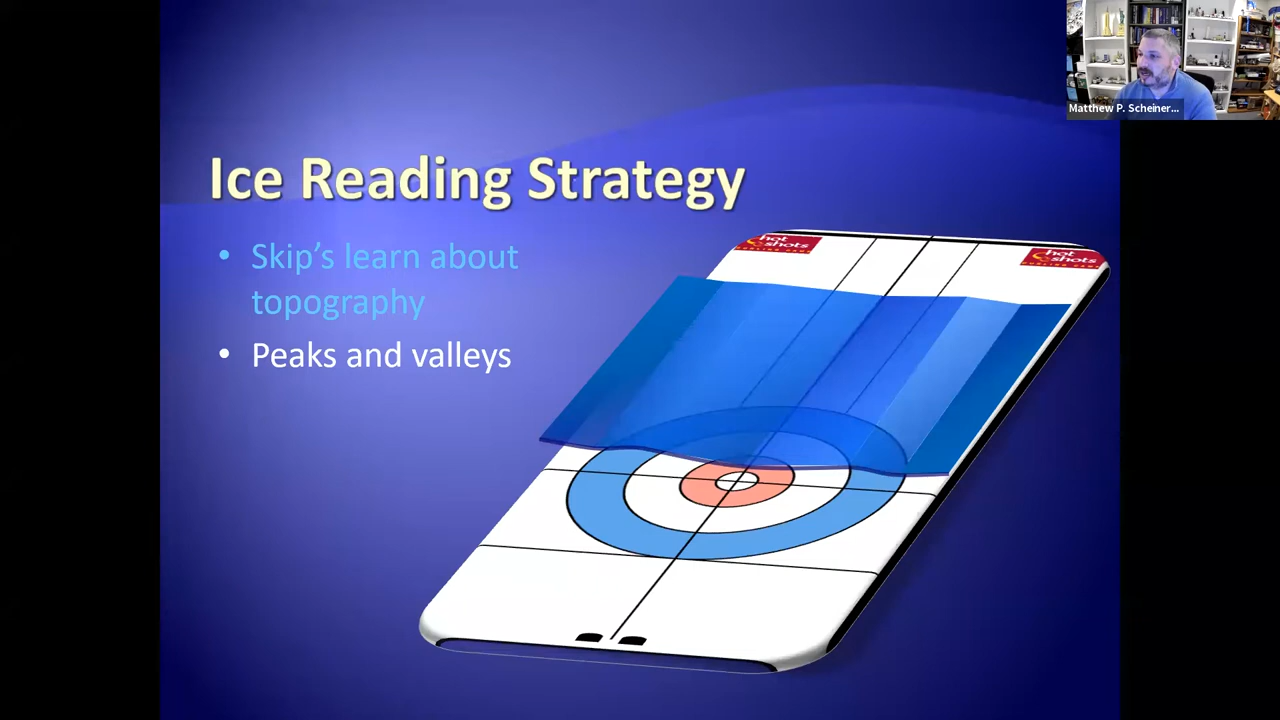 Matthew P. Scheiner...
Ice Reading Strategy
• Skip's learn about
topography
• Peaks and valleys
hot
shots
hot
shots